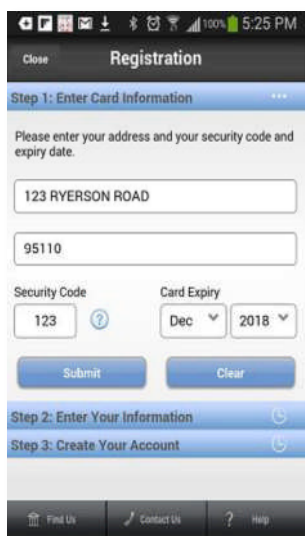 100% 5:25 PM
Close Registration
Step 1: Enter Card Information
Please enter your address and your security code and
expiry date.
123 RYERSON ROAD
95110
Security Code Card Expiry
123 ? Dec 2018
Submit Clear
Step 2: Enter Your Information
Step 3: Create Your Account
Find Us Contact Us ? Help